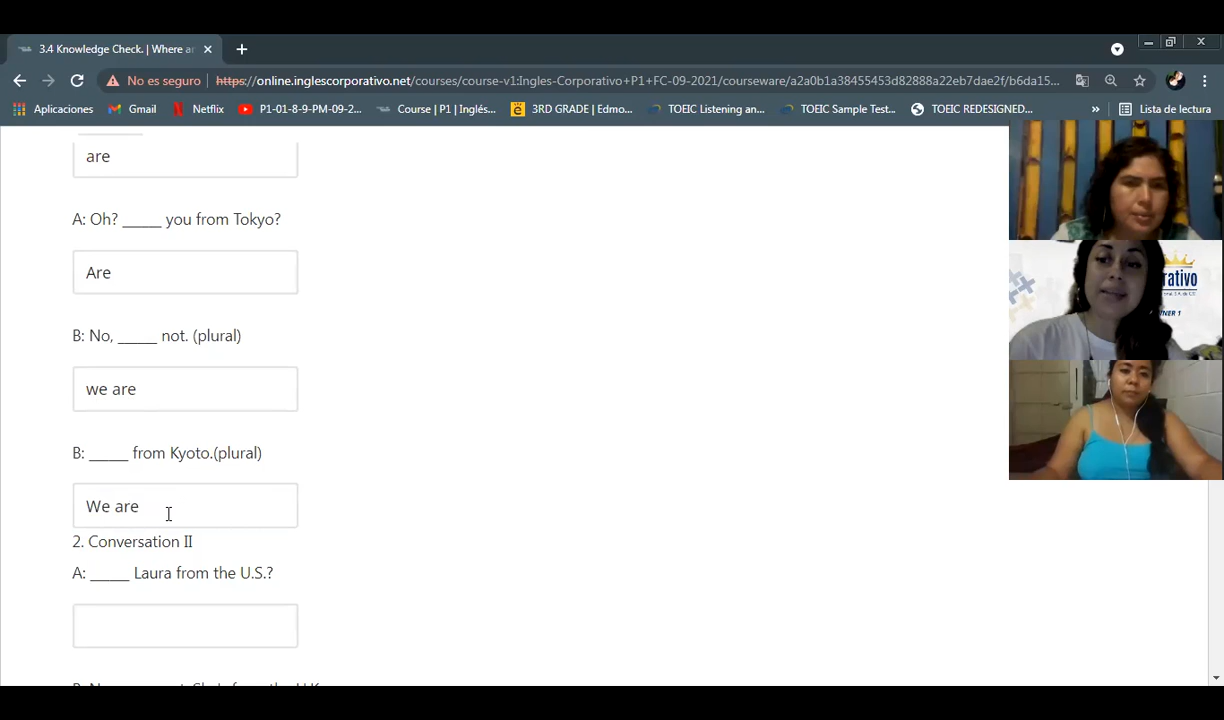 3.4 Knowledge Check. | Where ar
No es seguro
https://online.inglescorporativo.net/courses/course-v1:Ingles-Corporativo+P1+FC-09-2021/courseware/a2a0b1a38455453d82888a22eb7dae2f/b6da15...
Aplicaciones
Gmail
Netflix
P1-01-8-9-PM-09-2...
Course | P1 | Inglés...
3RD GRADE | Edmo...
TOEIC Listening an...
TOEIC Sample Test...
TOEIC REDESIGNED...
»
Lista de lectura
are
A: Oh? _____ you from Tokyo?
Are
B: No, _____ not. (plural)
we are
B: _____ from Kyoto.(plural)
We are
2. Conversation II
A: _____ Laura from the U.S.?
rativo
NER 1